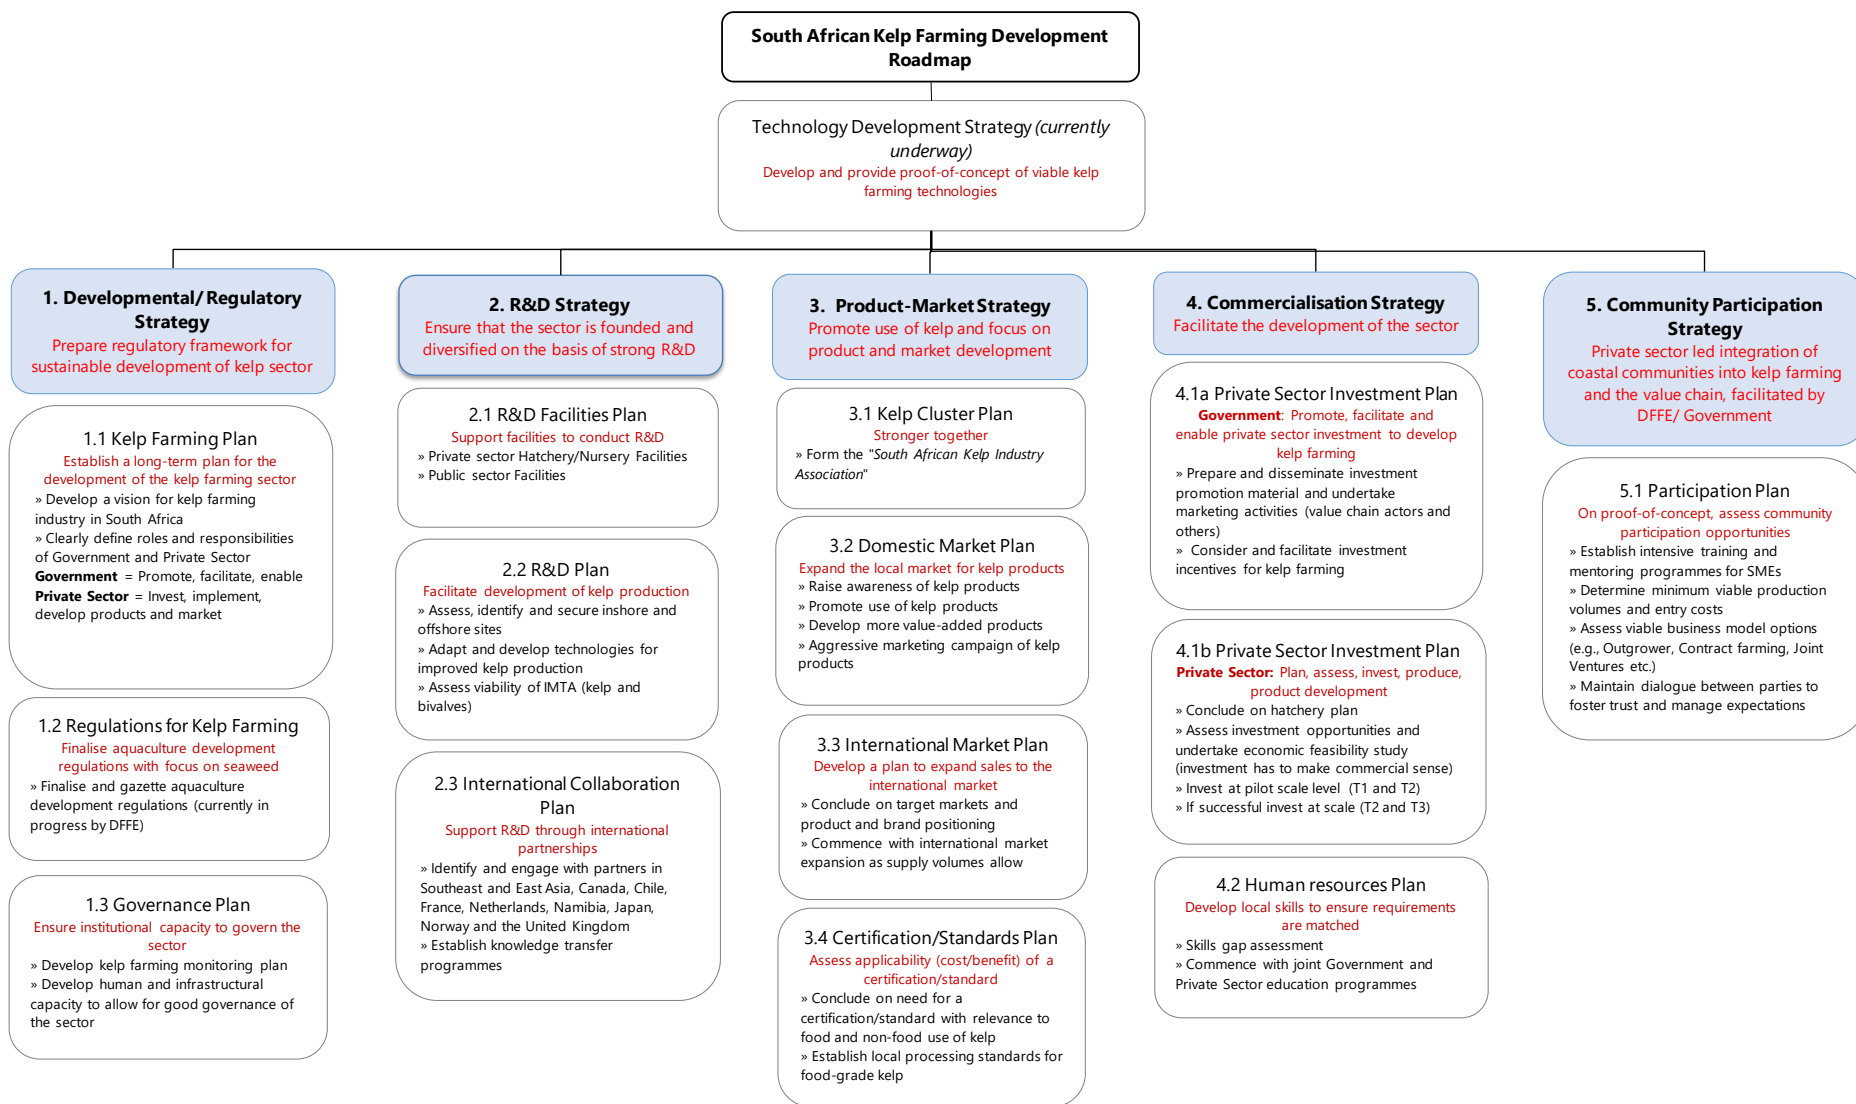 South African Kelp Farming Development
Roadmap
Technology Development Strategy (currently
underway)
Develop and provide proof-of-concept of viable kelp
farming technologies
1. Developmental/ Regulatory
Strategy
Prepare regulatory framework for
sustainable development of kelp sector
1.1 Kelp Farming Plan
Establish a long-term plan for the
development of the kelp farming sector
» Develop a vision for kelp farming
industry in South Africa
» Clearly define roles and responsibilities
of Government and Private Sector
Government = Promote, facilitate, enable
Private Sector = Invest, implement,
develop products and market
1.2 Regulations for Kelp Farming
Finalise aquaculture development
regulations with focus on seaweed
» Finalise and gazette aquaculture
development regulations (currently in
progress by DFFE)
1.3 Governance Plan
Ensure institutional capacity to govern the
sector
» Develop kelp farming monitoring plan
» Develop human and infrastructural
capacity to allow for good governance of
the sector
2. R&D Strategy
Ensure that the sector is founded and
diversified on the basis of strong R&D
2.1 R&D Facilities Plan
Support facilities to conduct R&D
» Private sector Hatchery/Nursery Facilities
» Public sector Facilities
2.2 R&D Plan
Facilitate development of kelp production
» Assess, identify and secure inshore and
offshore sites
» Adapt and develop technologies for
improved kelp production
» Assess viability of IMTA (kelp and
bivalves)
2.3 International Collaboration
Plan
Support R&D through international
partnerships
» Identify and engage with partners in
Southeast and East Asia, Canada, Chile,
France, Netherlands, Namibia, Japan,
Norway and the United Kingdom
» Establish knowledge transfer
programmes
3. Product-Market Strategy
Promote use of kelp and focus on
product and market development
3.1 Kelp Cluster Plan
Stronger together
» Form the "South African Kelp Industry
Association"
3.2 Domestic Market Plan
Expand the local market for kelp products
» Raise awareness of kelp products
» Promote use of kelp products
» Develop more value-added products
» Aggressive marketing campaign of kelp
products
3.3 International Market Plan
Develop a plan to expand sales to the
international market
» Conclude on target markets and
product and brand positioning
» Commence with international market
expansion as supply volumes allow
3.4 Certification/Standards Plan
Assess applicability (cost/benefit) of a
certification/standard
» Conclude on need for a
certification/standard with relevance to
food and non-food use of kelp
» Establish local processing standards for
food-grade kelp
4. Commercialisation Strategy
Facilitate the development of the sector
4.1a Private Sector Investment Plan
Government: Promote, facilitate and
enable private sector investment to develop
kelp farming
» Prepare and disseminate investment
promotion material and undertake
marketing activities (value chain actors and
others)
» Consider and facilitate investment
incentives for kelp farming
4.1b Private Sector Investment Plan
Private Sector: Plan, assess, invest, produce,
product development
» Conclude on hatchery plan
» Assess investment opportunities and
undertake economic feasibility study
(investment has to make commercial sense)
» Invest at pilot scale level (T1 and T2)
» If successful invest at scale (T2 and T3)
4.2 Human resources Plan
Develop local skills to ensure requirements
are matched
» Skills gap assessment
» Commence with joint Government and
Private Sector education programmes
5. Community Participation
Strategy
Private sector led integration of
coastal communities into kelp farming
and the value chain, facilitated by
DFFE/ Government
5.1 Participation Plan
On proof-of-concept, assess community
participation opportunities
» Establish intensive training and
mentoring programmes for SMEs
» Determine minimum viable production
volumes and entry costs
» Assess viable business model options
(e.g., Outgrower, Contract farming, Joint
Ventures etc.)
» Maintain dialogue between parties to
foster trust and manage expectations